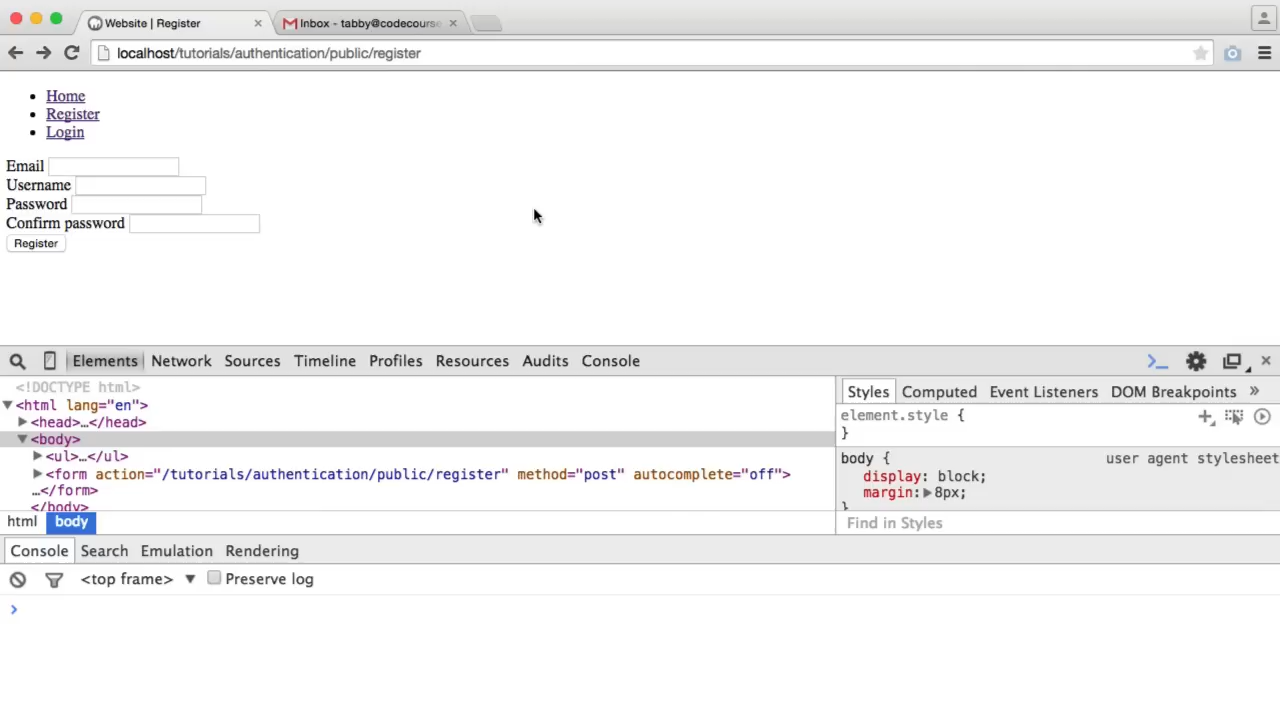 Website | Register
Inbox - tabby@codecourse
localhost/tutorials/authentication/public/register
Home
Register
Login
Email
Username
Password
Confirm password
Register
Elements Network Sources Timeline Profiles Resources Audits Console
<!DOCTYPE html>
<html lang="en">
<head>…</head>
<body>
<ul>…</ul>
<form action="/tutorials/authentication/public/register" method="post" autocomplete="off">
…</form>
</body>
html body
Styles Computed Event Listeners DOM Breakpoints »
element.style {
}
body { user agent stylesheet
display: block;
margin: 8px;
}
Find in Styles
Console Search Emulation Rendering
<top frame> Preserve log